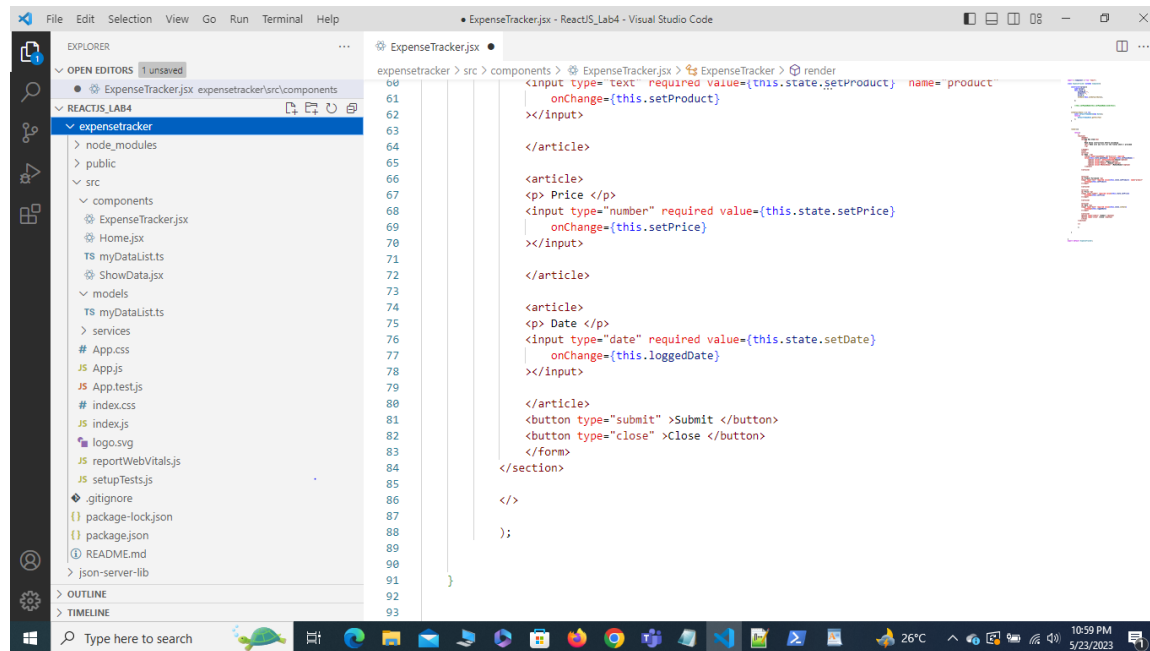 File Edit Selection View Go Run Terminal Help
● ExpenseTracker.jsx - ReactJS_Lab4 - Visual Studio Code
EXPLORER
OPEN EDITORS 1 unsaved
● ExpenseTracker.jsx expensetracker\src\components
REACTJS_LAB4
expensetracker
node_modules
public
src
components
ExpenseTracker.jsx
Home.jsx
TS myDataList.ts
ShowData.jsx
models
TS myDataList.ts
services
# App.css
JS App.js
JS App.test.js
# index.css
JS index.js
logo.svg
JS reportWebVitals.js
JS setupTests.js
.gitignore
{} package-lock.json
{} package.json
README.md
json-server-lib
OUTLINE
TIMELINE
ExpenseTracker.jsx ●
expensetracker > src > components > ExpenseTracker.jsx > ExpenseTracker > render
60 <input type="text" required value={this.state.setProduct} name="product"
61 onChange={this.setProduct}
62 ></input>
63
64 </article>
65
66 <article>
67 <p> Price </p>
68 <input type="number" required value={this.state.setPrice}
69 onChange={this.setPrice}
70 ></input>
71
72 </article>
73
74 <article>
75 <p> Date </p>
76 <input type="date" required value={this.state.setDate}
77 onChange={this.loggedDate}
78 ></input>
79
80 </article>
81 <button type="submit" >Submit </button>
82 <button type="close" >Close </button>
83 </form>
84 </section>
85
86 </>
87
88 );
89
90
91 }
92
93
Type here to search
26°C
10:59 PM
5/23/2023